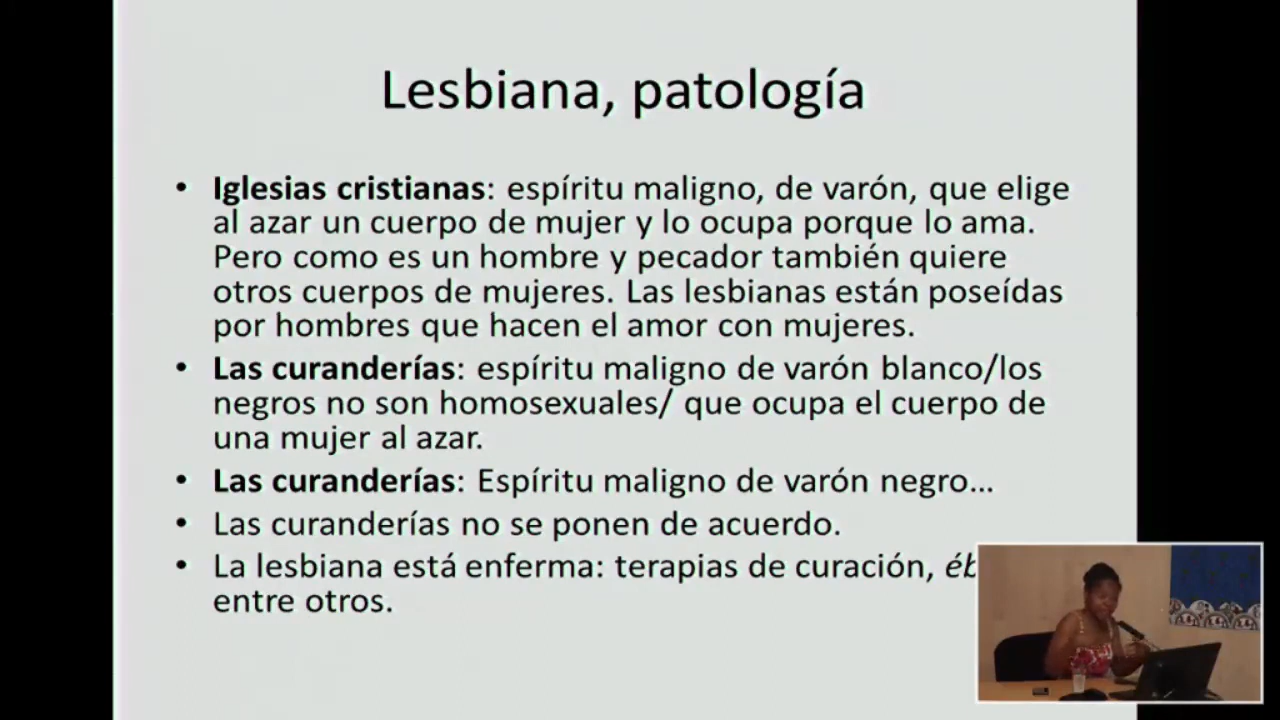 Lesbiana, patología
• Iglesias cristianas: espíritu maligno, de varón, que elige
al azar un cuerpo de mujer y lo ocupa porque lo ama.
Pero como es un hombre y pecador también quiere
otros cuerpos de mujeres. Las lesbianas están poseídas
por hombres que hacen el amor con mujeres.
• Las curanderías: espíritu maligno de varón blanco/los
negros no son homosexuales/ que ocupa el cuerpo de
una mujer al azar.
• Las curanderías: Espíritu maligno de varón negro…
• Las curanderías no se ponen de acuerdo.
• La lesbiana está enferma: terapias de curación,
entre otros.